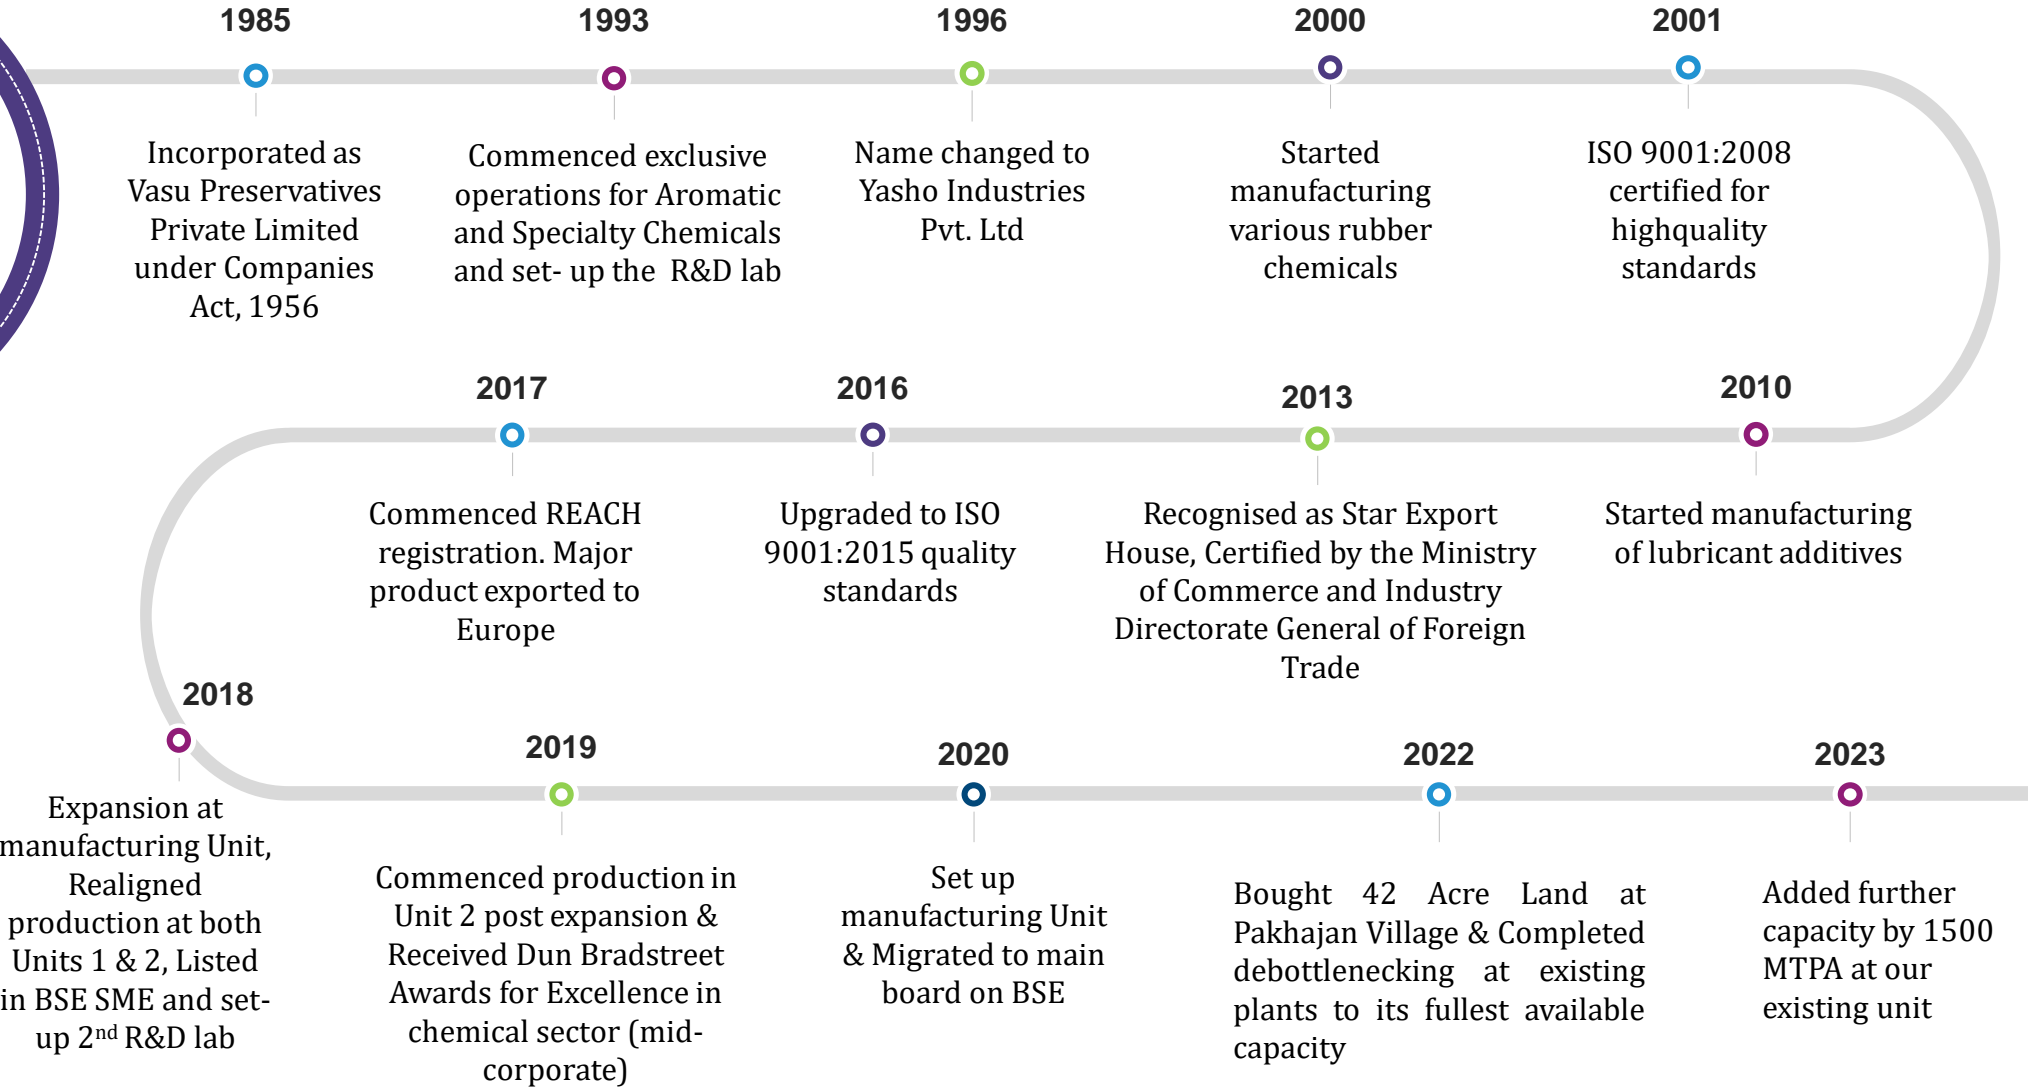 1985
Incorporated as
Vasu Preservatives
Private Limited
under Companies
Act, 1956
1993
Commenced exclusive
operations for Aromatic
and Specialty Chemicals
and set- up the R&D lab
1996
Name changed to
Yasho Industries
Pvt. Ltd
2000
Started
manufacturing
various rubber
chemicals
2001
ISO 9001:2008
certified for
highquality
standards
2010
Started manufacturing
of lubricant additives
2013
Recognised as Star Export
House, Certified by the Ministry
of Commerce and Industry
Directorate General of Foreign
Trade
2016
Upgraded to ISO
9001:2015 quality
standards
2017
Commenced REACH
registration. Major
product exported to
Europe
2018
Expansion at
manufacturing Unit,
Realigned
production at both
Units 1 & 2, Listed
in BSE SME and set-
up 2nd R&D lab
2019
Commenced production in
Unit 2 post expansion &
Received Dun Bradstreet
Awards for Excellence in
chemical sector (mid-
corporate)
2020
Set up
manufacturing Unit
& Migrated to main
board on BSE
2022
Bought 42 Acre Land at
Pakhajan Village & Completed
debottlenecking at existing
plants to its fullest available
capacity
2023
Added further
capacity by 1500
MTPA at our
existing unit